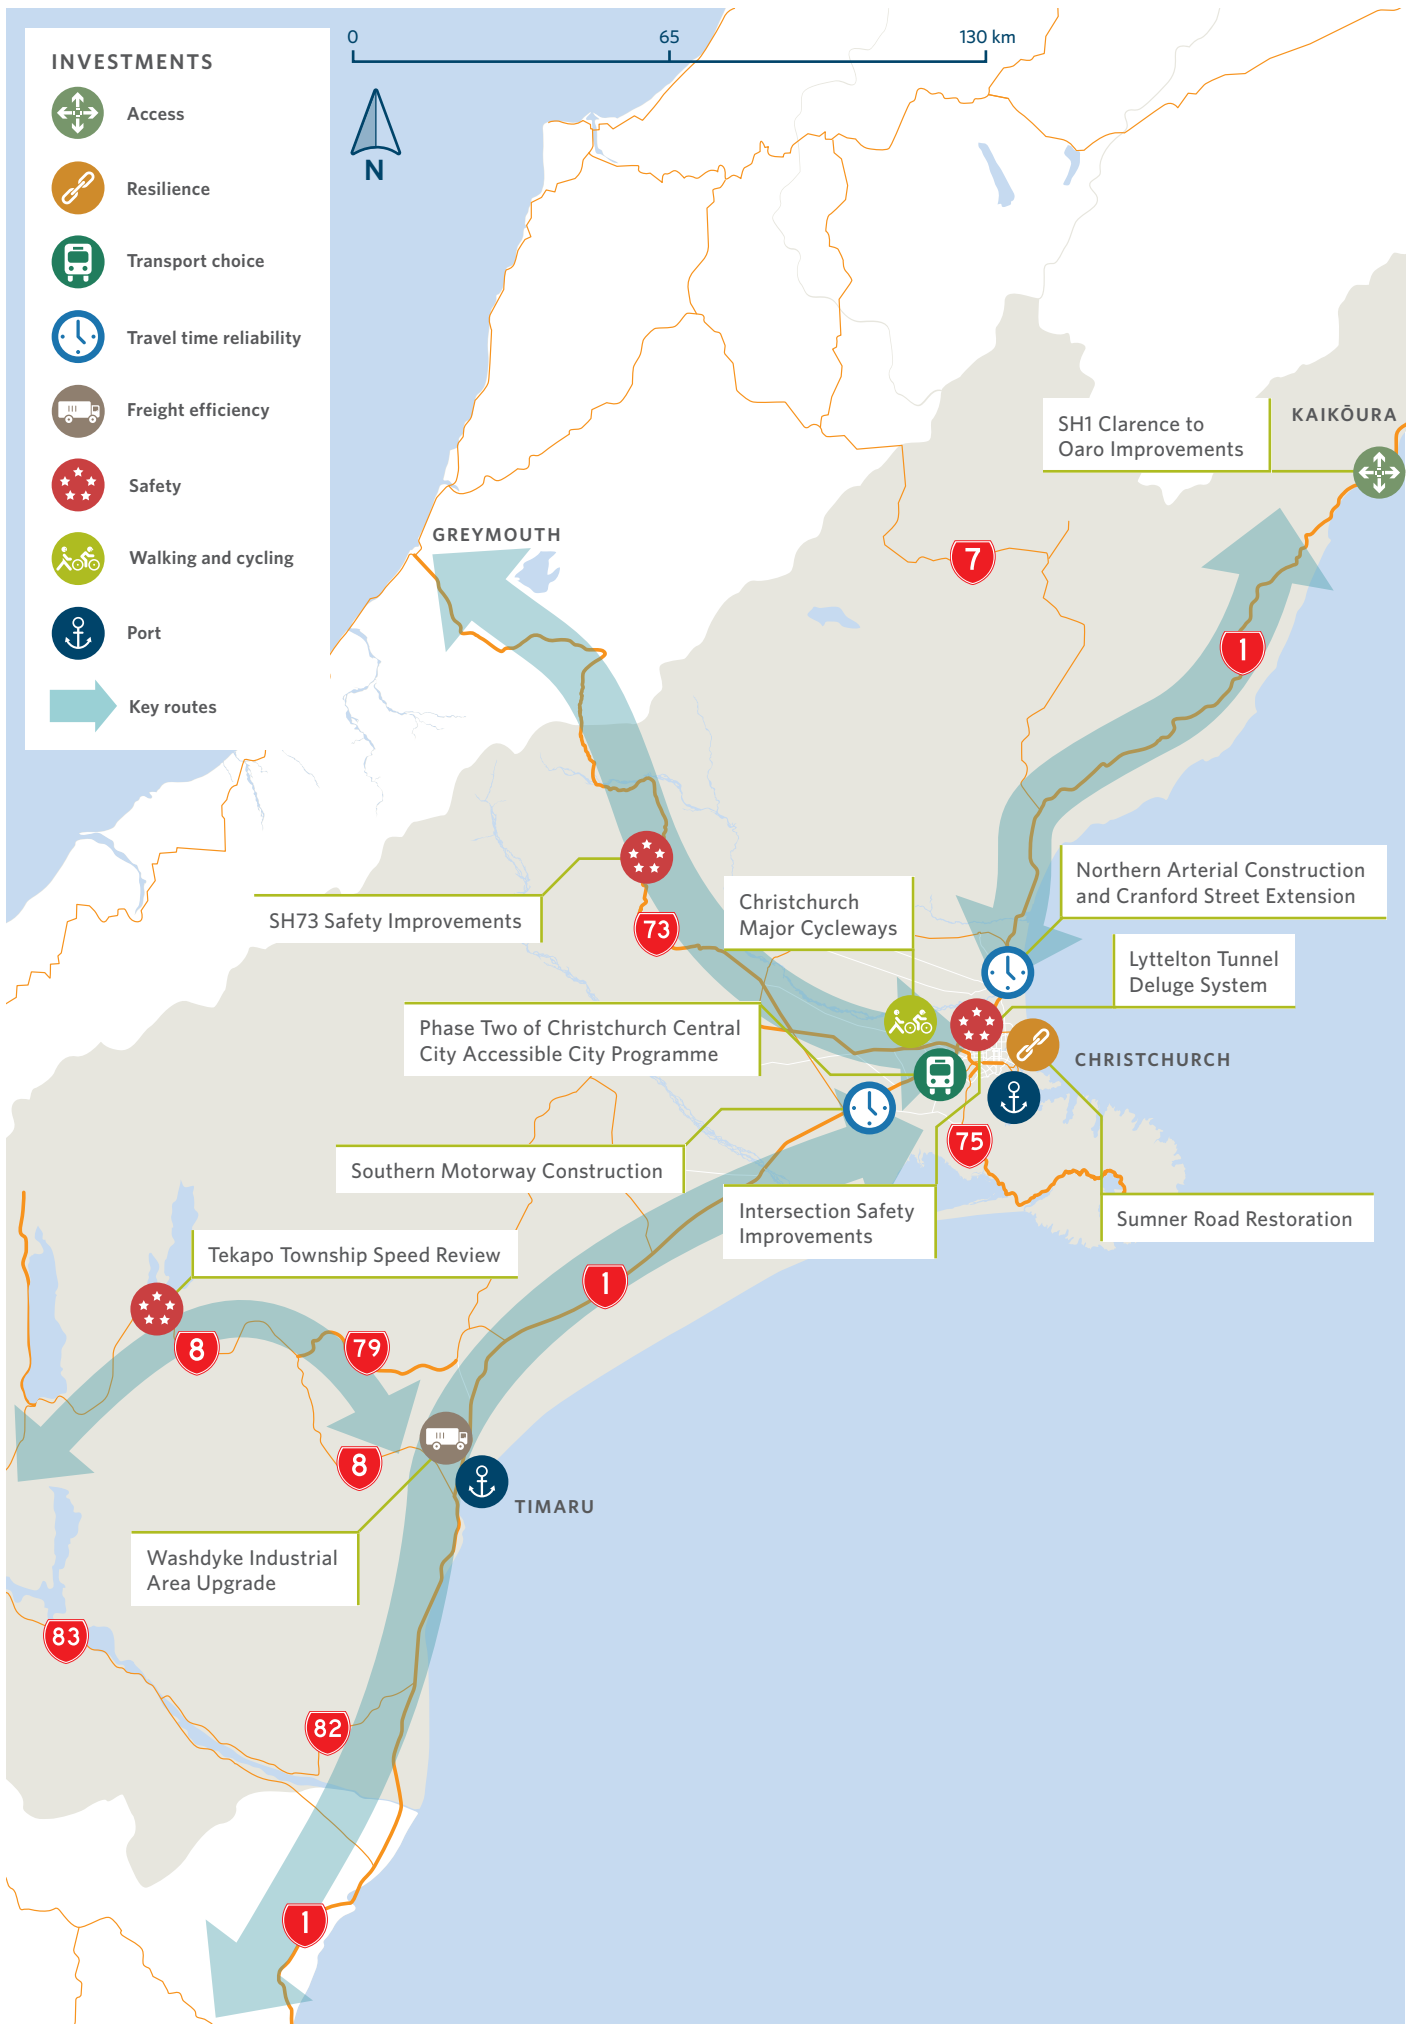 INVESTMENTS
Access
Resilience
Transport choice
Travel time reliability
Freight efficiency
Safety
Walking and cycling
Port
Key routes
0 65 130 km
N
SH1 Clarence to
Oaro Improvements
KAIKŌURA
GREYMOUTH
7
1
Northern Arterial Construction
and Cranford Street Extension
Christchurch
Major Cycleways
SH73 Safety Improvements
73
Lyttelton Tunnel
Deluge System
Phase Two of Christchurch Central
City Accessible City Programme
CHRISTCHURCH
75
Southern Motorway Construction
Intersection Safety
Improvements
Sumner Road Restoration
Tekapo Township Speed Review
1
8
79
8
TIMARU
Washdyke Industrial
Area Upgrade
83
82
1